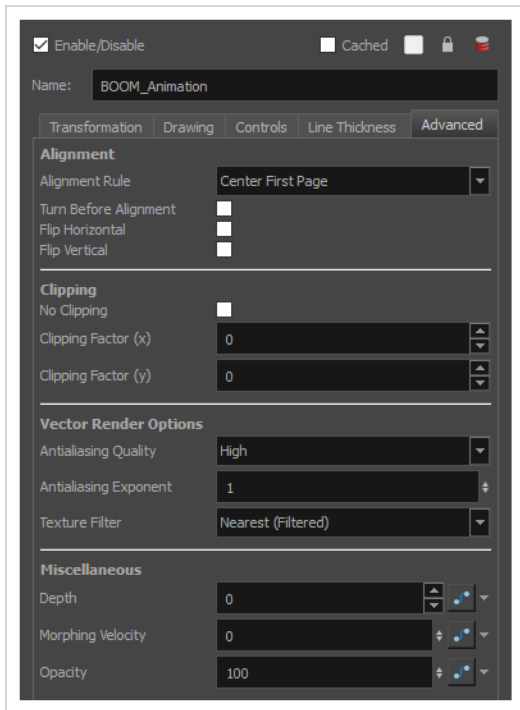 Enable/Disable Cached
Name: BOOM_Animation
Transformation Drawing Controls Line Thickness Advanced
Alignment
Alignment Rule Center First Page
Turn Before Alignment
Flip Horizontal
Flip Vertical
Clipping
No Clipping
Clipping Factor (x) 0
Clipping Factor (y) 0
Vector Render Options
Antialiasing Quality High
Antialiasing Exponent 1
Texture Filter Nearest (Filtered)
Miscellaneous
Depth 0
Morphing Velocity 0
Opacity 100